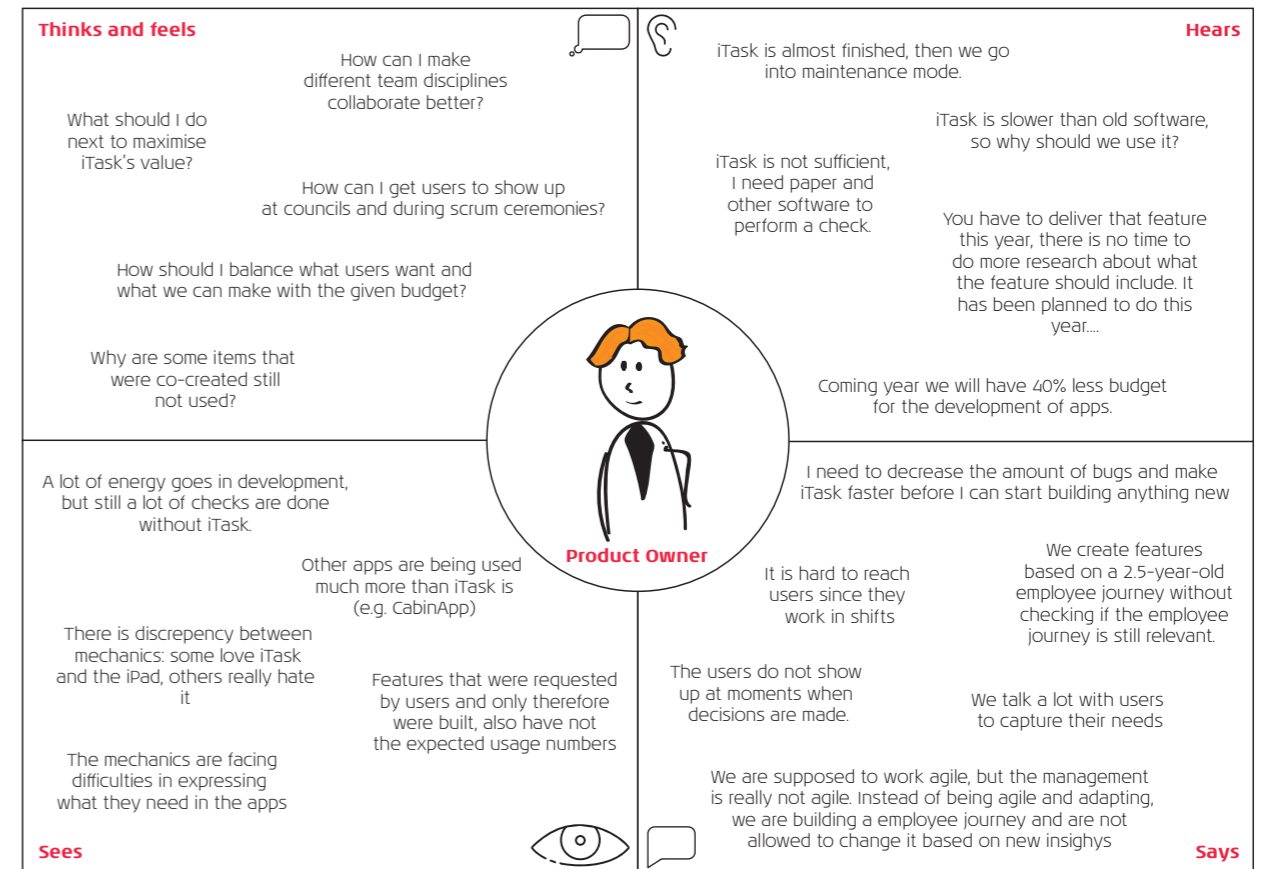 Thinks and feels
How can I make
different team disciplines
collaborate better?
What should I do
next to maximise
iTask's value?
How can I get users to show up
at councils and during scrum ceremonies?
How should I balance what users want and
what we can make with the given budget?
Why are some items that
were co-created still
not used?
Hears
iTask is almost finished, then we go
into maintenance mode.
iTask is slower than old software,
so why should we use it?
iTask is not sufficient,
I need paper and
other software to
perform a check.
You have to deliver that feature
this year, there is no time to
do more research about what
the feature should include. It
has been planned to do this
year....
Coming year we will have 40% less budget
for the development of apps.
Product Owner
A lot of energy goes in development,
but still a lot of checks are done
without iTask.
Other apps are being used
much more than iTask is
(e.g. CabinApp)
There is discrepency between
mechanics: some love iTask
and the iPad, others really hate
it
Features that were requested
by users and only therefore
were built, also have not
the expected usage numbers
The mechanics are facing
difficulties in expressing
what they need in the apps
Sees
I need to decrease the amount of bugs and make
iTask faster before I can start building anything new
It is hard to reach
users since they
work in shifts
We create features
based on a 2.5-year-old
employee journey without
checking if the employee
journey is still relevant.
The users do not show
up at moments when
decisions are made.
We talk a lot with users
to capture their needs
We are supposed to work agile, but the management
is really not agile. Instead of being agile and adapting,
we are building a employee journey and are not
allowed to change it based on new insighys
Says